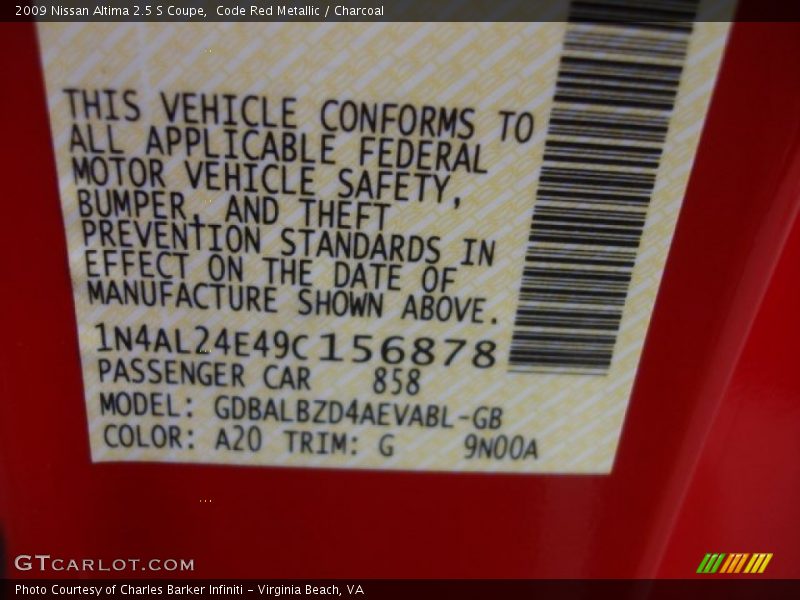 2009 Nissan Altima 2.5 S Coupe,  Code Red Metallic / Charcoal
THIS VEHICLE CONFORMS TO
ALL APPLICABLE FEDERAL
MOTOR VEHICLE SAFETY,
BUMPER, AND THEFT
PREVENTION STANDARDS IN
EFFECT ON THE DATE OF
MANUFACTURE SHOWN ABOVE.
1N4AL24E49C156878
PASSENGER CAR 858
MODEL: GDBALBZD4AEVABL-GB
COLOR: A20 TRIM: G 9N00A
GTCARLOT.COM
Photo Courtesy of Charles Barker Infiniti - Virginia Beach, VA